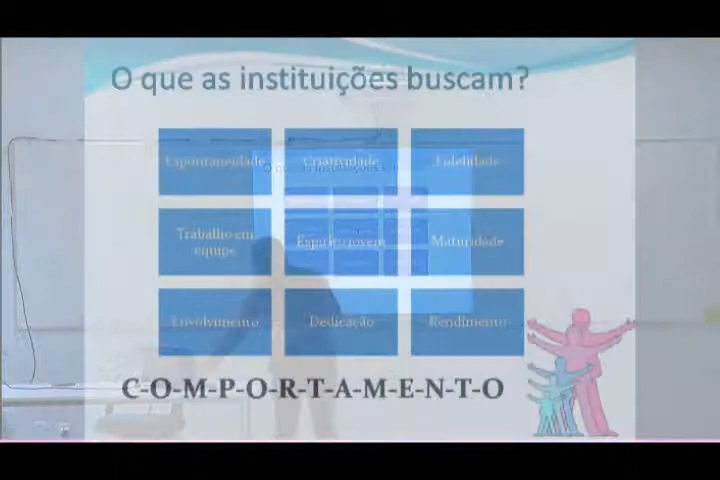 O que as instituições buscam?
Espontaneidade
Criatividade
Fidelidade
Trabalho em
equipe
Espírito jovem
Maturidade
Envolvimento
Dedicação
Rendimento
C-O-M-P-O-R-T-A-M-E-N-T-O